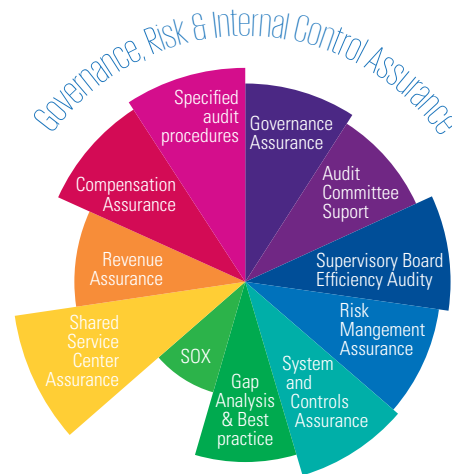 Governance, Risk & Internal Control Assurance
Specified
audit
procedures
Governance
Assurance
Audit
Committee
Suport
Supervisory Board
Efficiency Audity
Risk
Mangement
Assurance
System
and
Controls
Assurance
Gap
Analysis
& Best
practice
SOX
Shared
Service
Center
Assurance
Revenue
Assurance
Compensation
Assurance